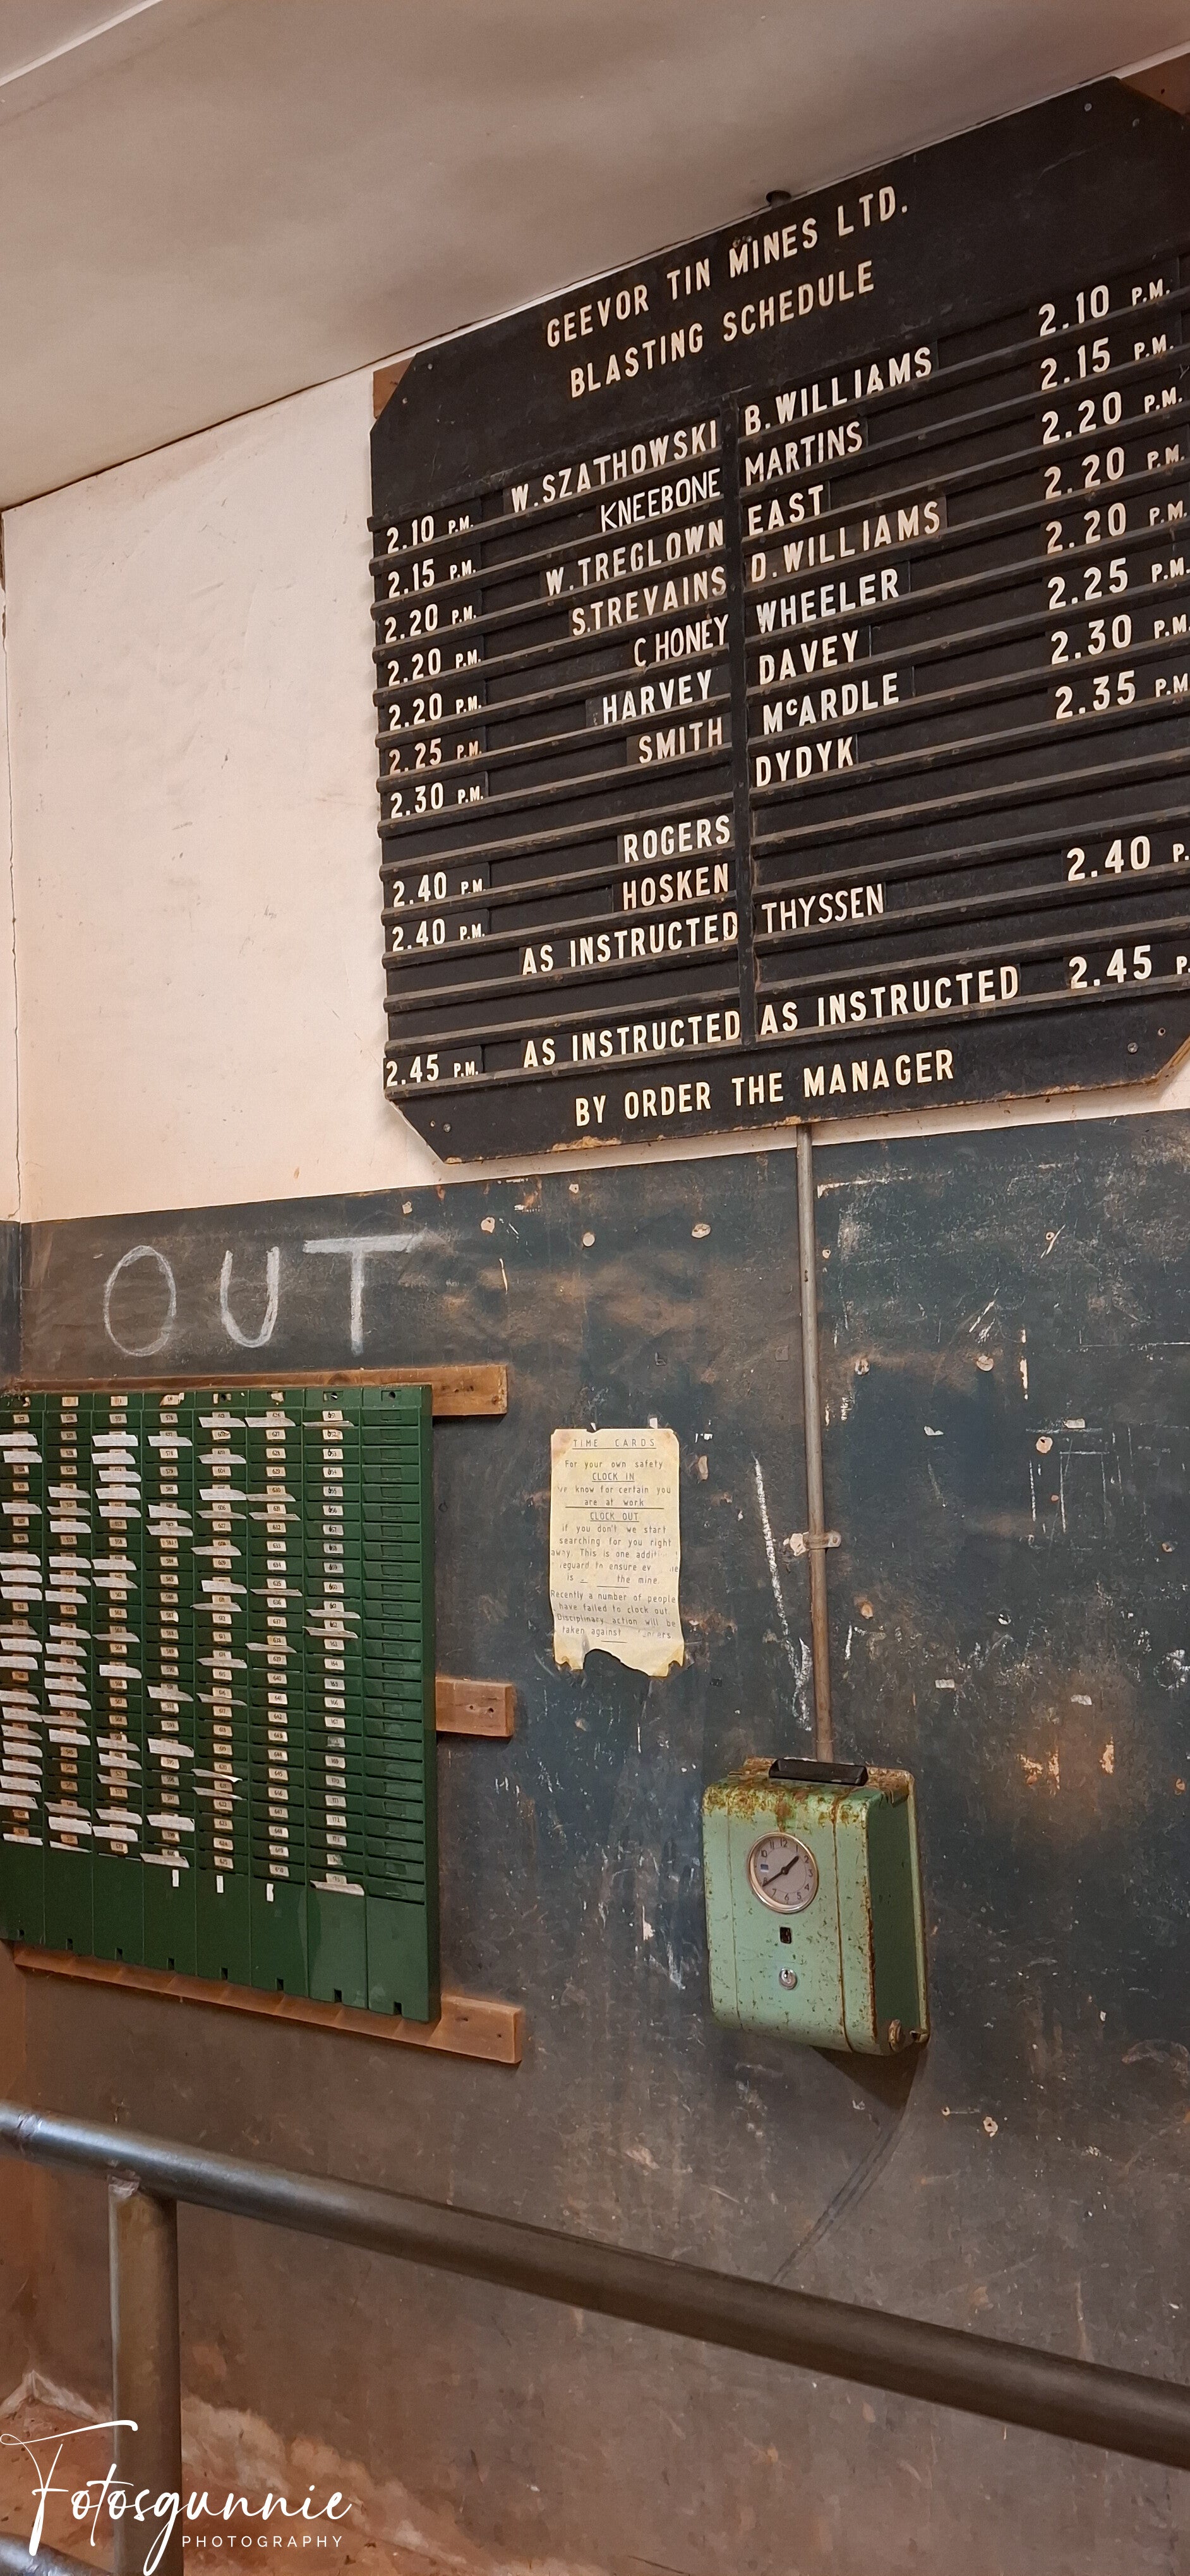 GEEVOR TIN MINES LTD.
BLASTING SCHEDULE
2.10 P.M. W.SZATHOWSKI B.WILLIAMS 2.10 P.M.
2.15 P.M. KNEEBONE MARTINS 2.15 P.M.
2.20 P.M. W.TREGLOWN EAST 2.20 P.M.
2.20 P.M. S.TREVAINS D.WILLIAMS 2.20 P.M.
2.20 P.M. C HONEY WHEELER 2.20 P.M.
2.25 P.M. HARVEY DAVEY 2.25 P.M.
2.30 P.M. SMITH McARDLE 2.30 P.M.
DYDYK 2.35 P.M
2.40 P.M. ROGERS
2.40 P.M. HOSKEN
AS INSTRUCTED THYSSEN 2.40 P.
2.45 P.M. AS INSTRUCTED AS INSTRUCTED 2.45 P.
BY ORDER THE MANAGER
OUT
TIME CARDS
For your own safety
CLOCK IN
we know for certain you
are at work
CLOCK OUT
if you don't we start
searching for you right
away. This is one
to ensure
is the mine.
Recently a number of people
have failed to clock out.
Disciplinary action will be
taken against
Fotosgunnie
PHOTOGRAPHY